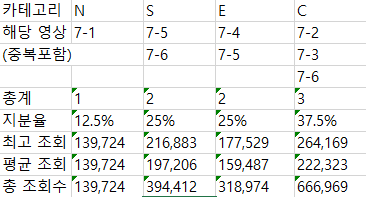 카테고리 N S E C
해당 영상 7-1 7-5 7-4 7-2
(중복포함) 7-6 7-5 7-3
7-6
총계 1 2 2 3
지분율 12.5% 25% 25% 37.5%
최고 조회 139,724 216,883 177,529 264,169
평균 조회 139,724 197,206 159,487 222,323
총 조회수 139,724 394,412 318,974 666,969